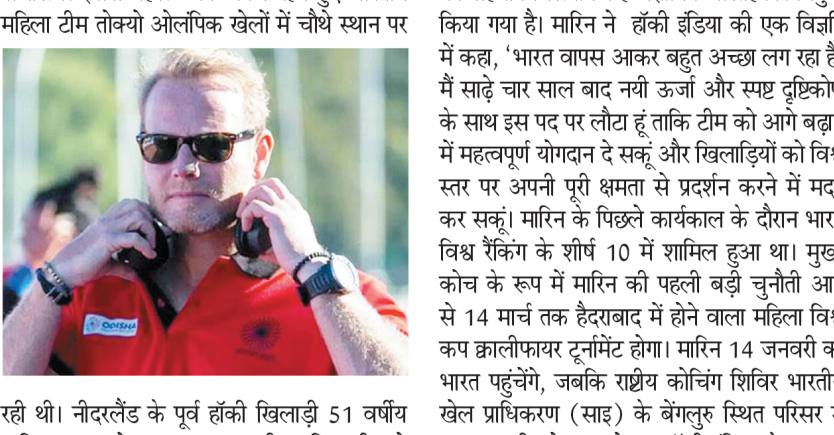 महिला टीम तोक्यो ओलंपिक खेलों में चौथे स्थान पर
ODISHA
रही थी। नीदरलैंड के पूर्व हॉकी खिलाड़ी 51 वर्षीय
किया गया है। मारिन ने हॉकी इंडिया की एक विज्ञ
में कहा, ‘भारत वापस आकर बहुत अच्छा लग रहा है
मैं साढ़े चार साल बाद नयी ऊर्जा और स्पष्ट दृष्टिको
के साथ इस पद पर लौटा हूं ताकि टीम को आगे बढ़ा
में महत्वपूर्ण योगदान दे सकूं और खिलाड़ियों को विश
स्तर पर अपनी पूरी क्षमता से प्रदर्शन करने में मद
कर सकूं। मारिन के पिछले कार्यकाल के दौरान भार
विश्व रैंकिंग के शीर्ष 10 में शामिल हुआ था। मुख
कोच के रूप में मारिन की पहली बड़ी चुनौती आ
से 14 मार्च तक हैदराबाद में होने वाला महिला विश
कप क्वालीफायर टूर्नामेंट होगा। मारिन 14 जनवरी क
भारत पहुंचेंगे, जबकि राष्ट्रीय कोचिंग शिविर भारती
खेल प्राधिकरण (साइ) के बेंगलुरु स्थित परिसर